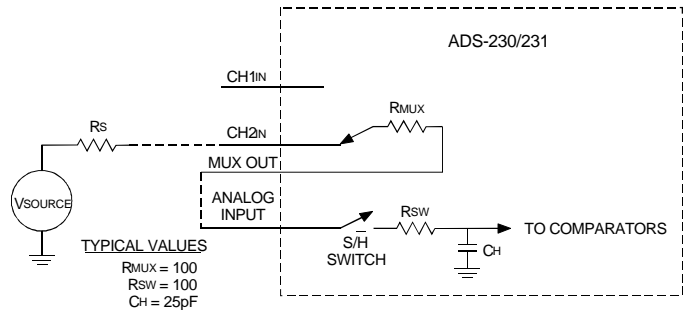 ADS-230/231
CH1IN
RMUX
RS
CH2IN
MUX OUT
ANALOG
INPUT
RSW
VSOURCE
TO COMPARATORS
S/H
SWITCH
CH
TYPICAL VALUES
RMUX = 100
RSW = 100
CH = 25pF